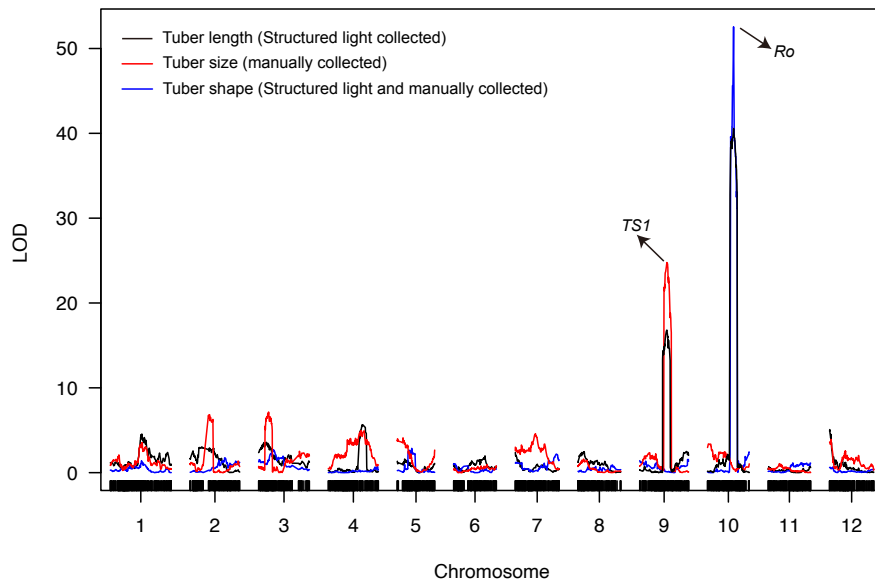 Tuber length (Structured light collected)
Tuber size (manually collected)
Tuber shape (Structured light and manually collected)
Ro
TS1
LOD
50
40
30
20
10
0
1 2 3 4 5 6 7 8 9 10 11 12
Chromosome